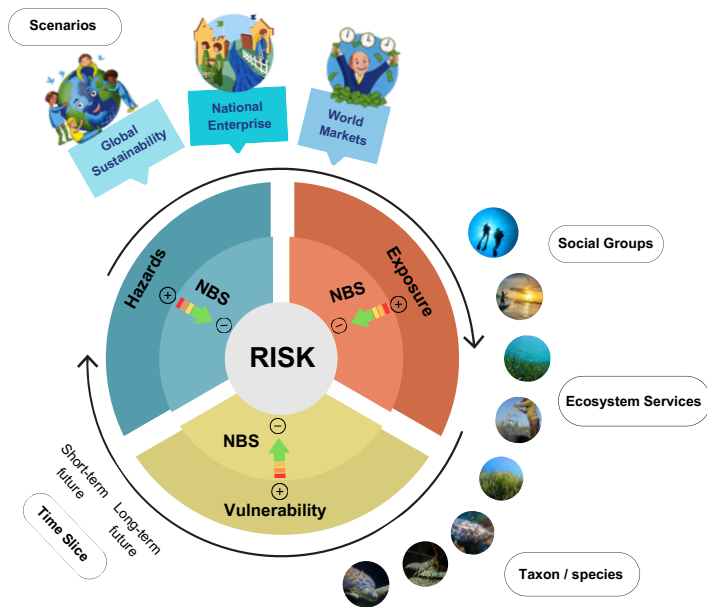 Scenarios
Global
Sustainability
National
Enterprise
World
Markets
Hazards
NBS
+
−
Exposure
NBS
+
−
RISK
−
NBS
+
Vulnerability
Social Groups
Ecosystem Services
Taxon / species
Short-term
future
Long-term
future
Time Slice